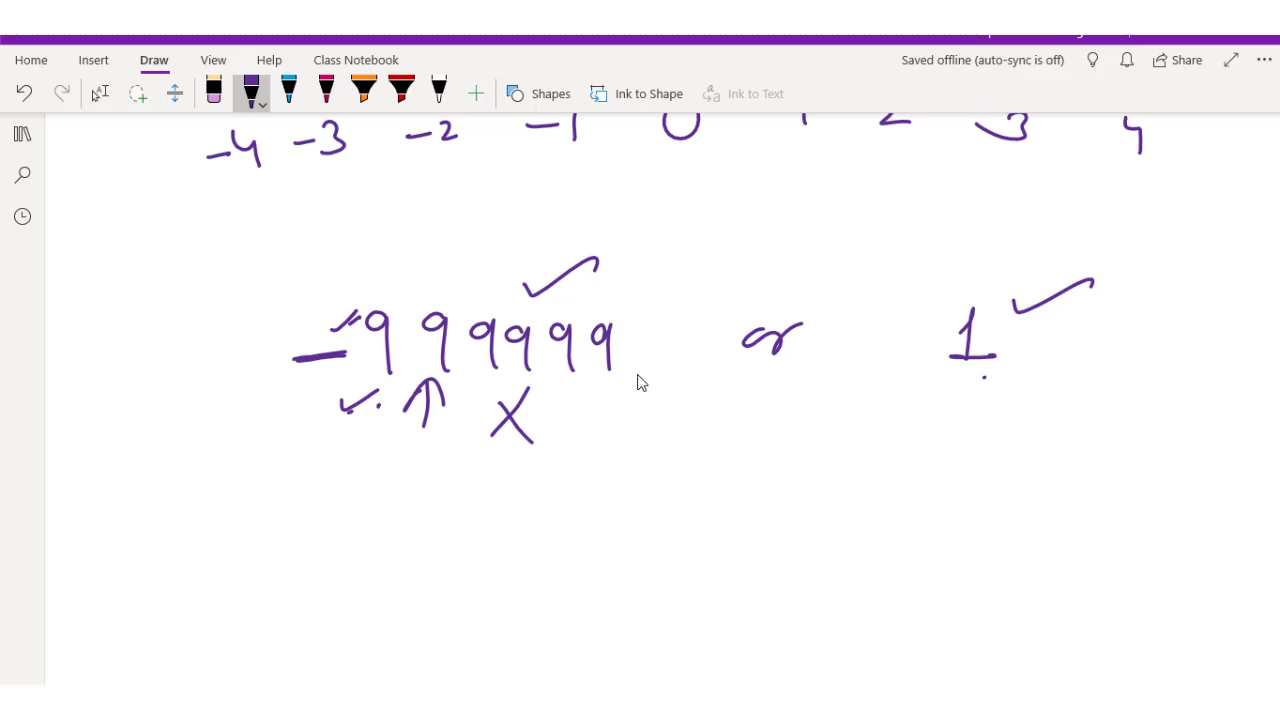 Home Insert Draw View Help Class Notebook Saved offline (auto-sync is off) Share
Shapes Ink to Shape Ink to Text
-4 -3 -2 -1 0 1 2 3 4
-999999 or 1
X